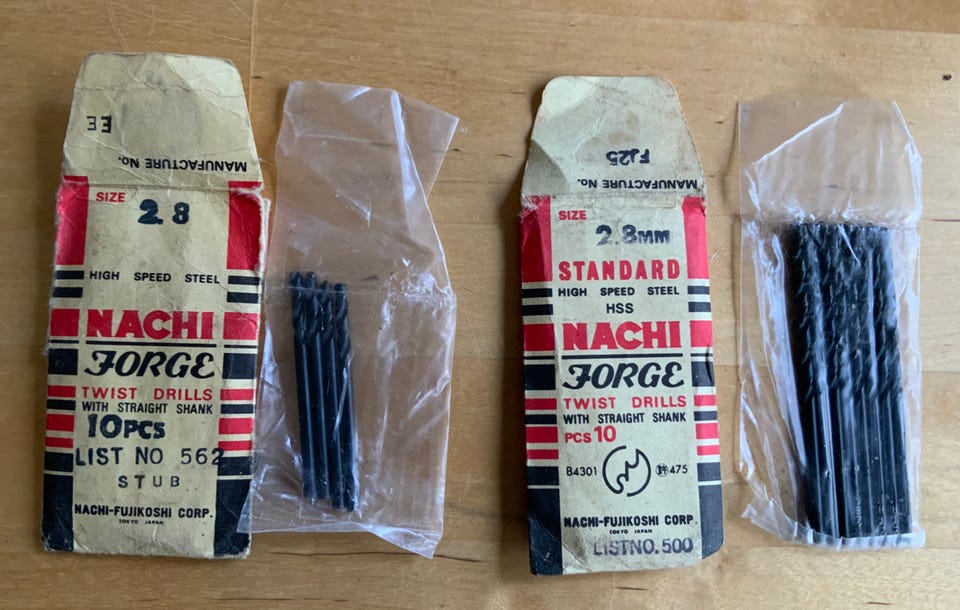 EE
MANUFACTURE No.
SIZE
2 8
HIGH SPEED STEEL
NACHI
FORGE
TWIST DRILLS
WITH STRAIGHT SHANK
10PCS
LIST NO 562
STUB
NACHI-FUJIKOSHI CORP.
TOKYO JAPAN
FJ25
MANUFACTURE No.
SIZE
2.8MM
STANDARD
HIGH SPEED STEEL
HSS
NACHI
FORGE
TWIST DRILLS
WITH STRAIGHT SHANK
PCS 10
B4301
475
NACHI-FUJIKOSHI CORP
TOKYO JAPAN
LISTNO.500